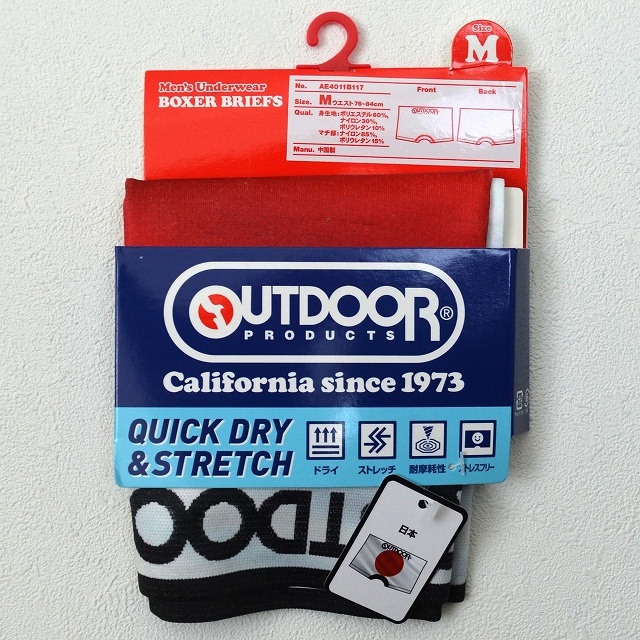 Size
M
Men's Underwear
BOXER BRIEFS
No. AE4011B117
Size. Mウエスト76~84cm
Qual. 身生地:ポリエステル60%,
ナイロン30%,
ポリウレタン10%
マチ部:ナイロン85%,
ポリウレタン15%
Manu. 中国製
Front
Back
OUTDOOR
OUTDOOR®
PRODUCTS
California since 1973
QUICK DRY
&STRETCH
ドライ
ストレッチ
耐摩耗性
トレスフリー
日本
OUTDOOR